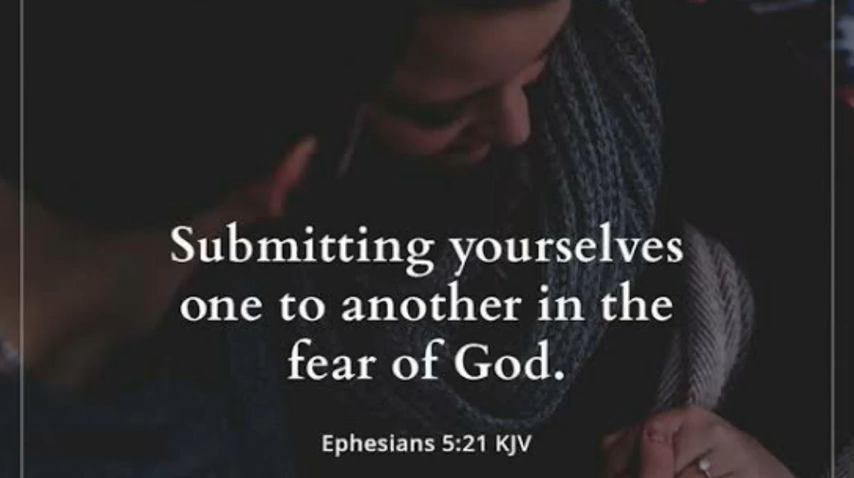 Submitting yourselves
one to another in the
fear of God.
Ephesians 5:21 KJV